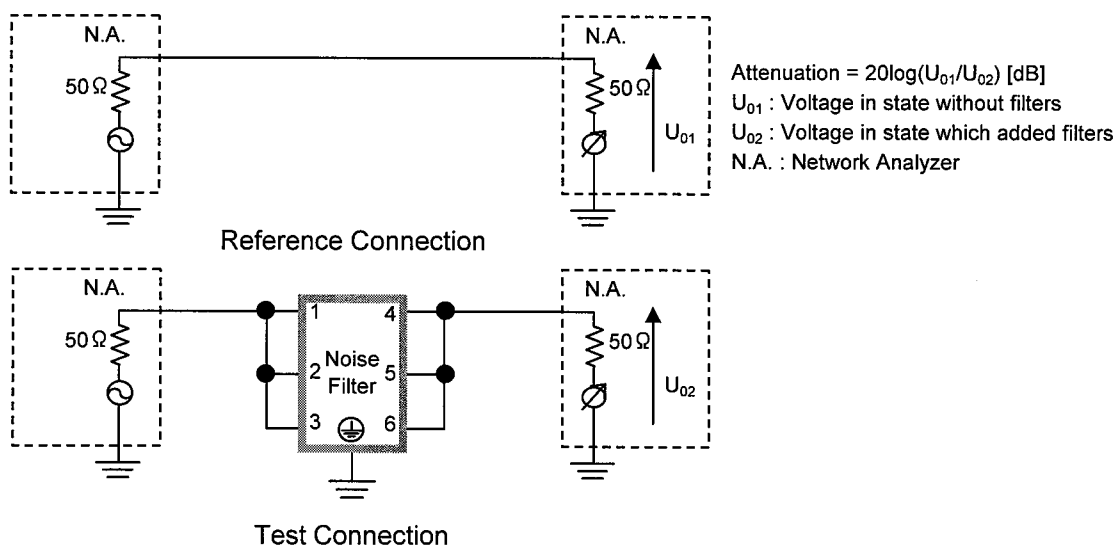 N.A.
50Ω
N.A.
50Ω
U01
Attenuation = 20log(U01/U02) [dB]
U01 : Voltage in state without filters
U02 : Voltage in state which added filters
N.A. : Network Analyzer
Reference Connection
N.A.
50Ω
1
2
3
Noise
Filter
4
5
6
N.A.
50Ω
U02
Test Connection